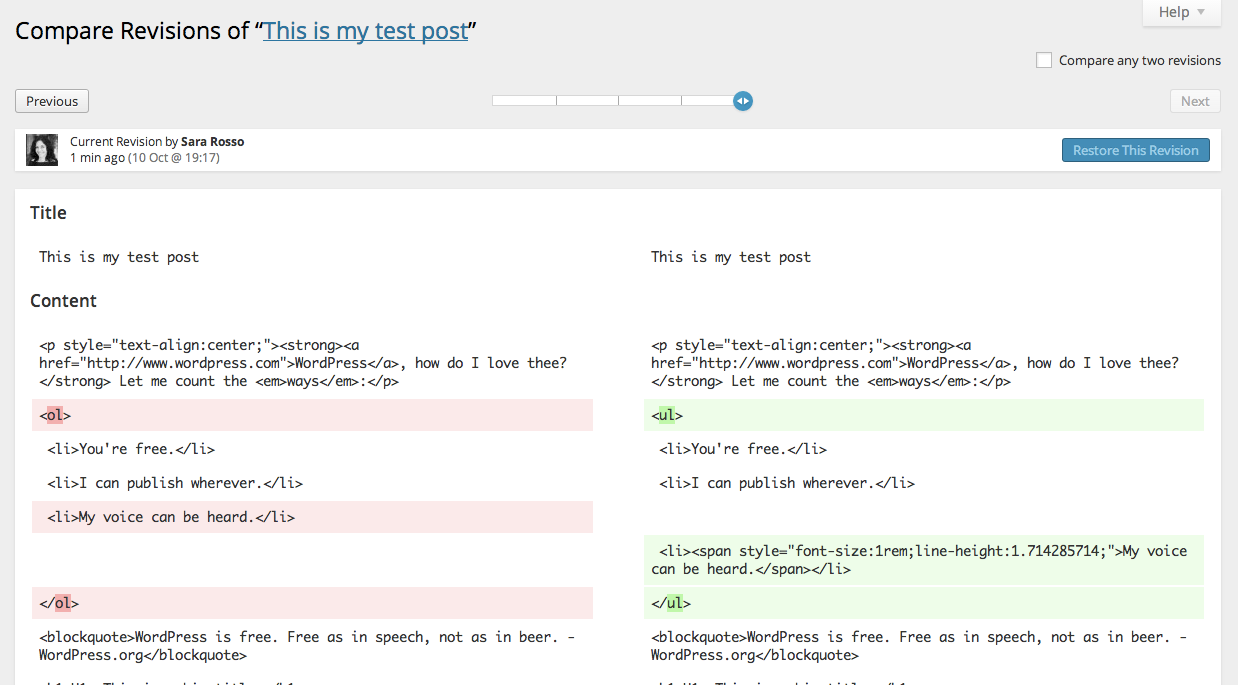 Help
Compare Revisions of “This is my test post”
Compare any two revisions
Previous
Next
Current Revision by Sara Rosso
1 min ago (10 Oct @ 19:17)
Restore This Revision
Title
This is my test post
This is my test post
Content
<p style="text-align:center;"><strong><a
href="http://www.wordpress.com">WordPress</a>, how do I love thee?
</strong> Let me count the <em>ways</em>:</p>
<p style="text-align:center;"><strong><a
href="http://www.wordpress.com">WordPress</a>, how do I love thee?
</strong> Let me count the <em>ways</em>:</p>
<ol>
<ul>
<li>You're free.</li>
<li>You're free.</li>
<li>I can publish wherever.</li>
<li>I can publish wherever.</li>
<li>My voice can be heard.</li>
<li><span style="font-size:1rem;line-height:1.714285714;">My voice
can be heard.</span></li>
</ol>
</ul>
<blockquote>WordPress is free. Free as in speech, not as in beer. -
WordPress.org</blockquote>
<blockquote>WordPress is free. Free as in speech, not as in beer. -
WordPress.org</blockquote>